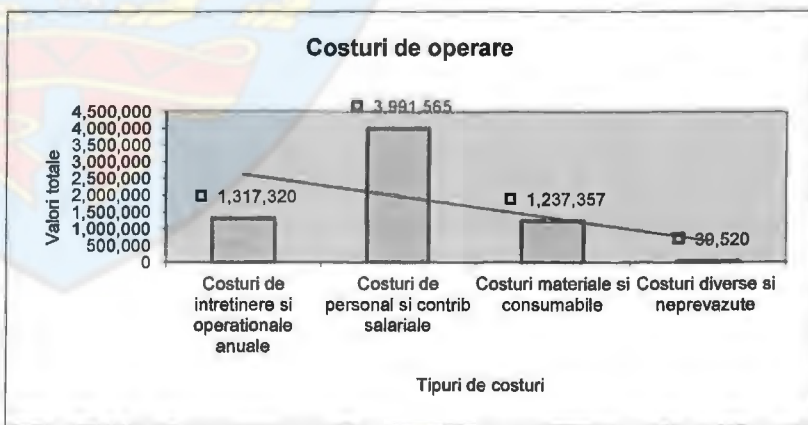 Costuri de operare
Valori totale
4,500,000
4,000,000
3,500,000
3,000,000
2,500,000
2,000,000
1,500,000
1,000,000
500,000
0
1,317,320
3,991,565
1,237,357
39,520
Costuri de
intretinere si
operationale
anuale
Costuri de
personal si contrib
salariale
Costuri materiale si
consumabile
Costuri diverse si
neprevazute
Tipuri de costuri